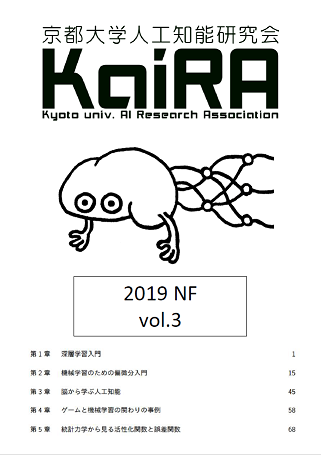 京都大学人工知能研究会
KaiRA
Kyoto univ. AI Research Association
2019 NF
vol.3
第1章 深層学習入門 1
第2章 機械学習のための偏微分入門 15
第3章 脳から学ぶ人工知能 45
第4章 ゲームと機械学習の関わりの事例 58
第5章 統計力学から見る活性化関数と誤差関数 68